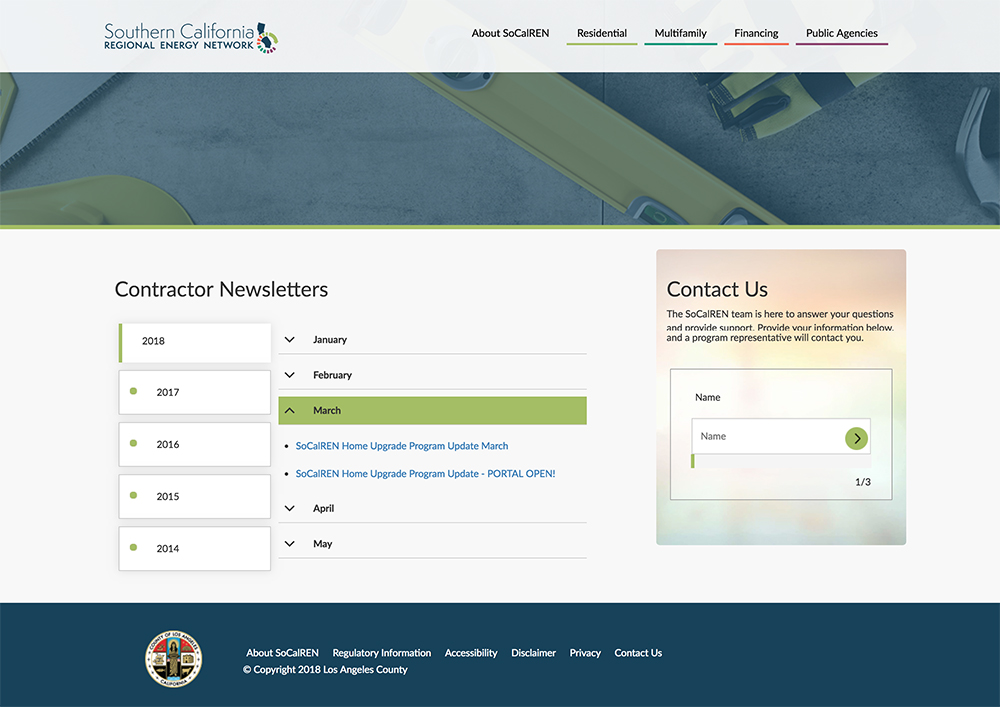 Southern California
REGIONAL ENERGY NETWORK
About SoCalREN
Residential
Multifamily
Financing
Public Agencies
Contractor Newsletters
2018
2017
2016
2015
2014
January
February
March
• SoCalREN Home Upgrade Program Update March
• SoCalREN Home Upgrade Program Update - PORTAL OPEN!
April
May
Contact Us
The SoCalREN team is here to answer your questions
and provide support. Provide your information below,
and a program representative will contact you.
Name
Name
1/3
COUNTY OF LOS ANGELES
CALIFORNIA
About SoCalREN Regulatory Information Accessibility Disclaimer Privacy Contact Us
© Copyright 2018 Los Angeles County